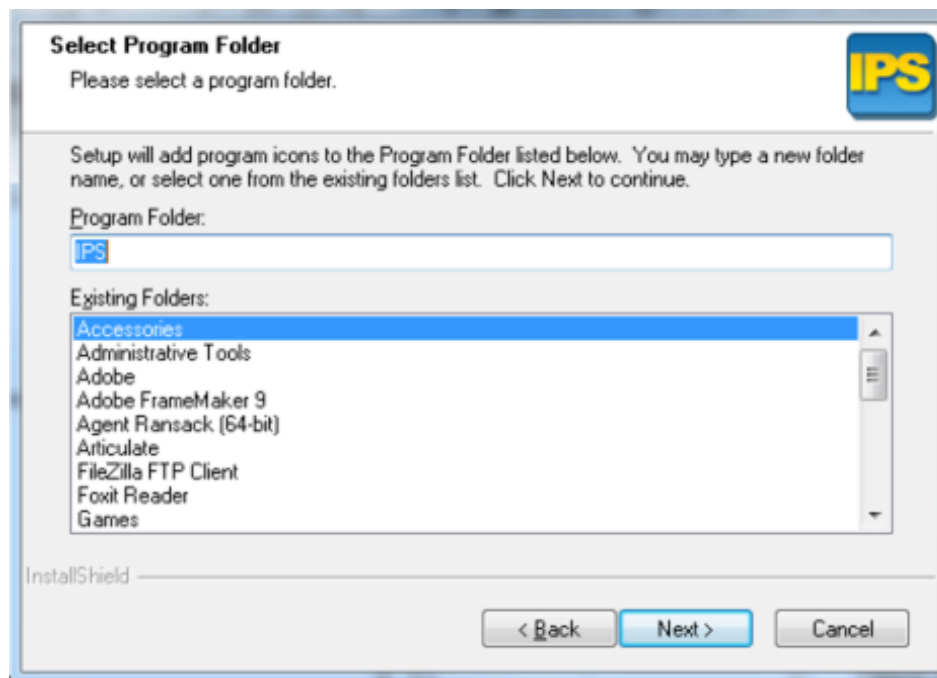 Select Program Folder
Please select a program folder.
IPS
Setup will add program icons to the Program Folder listed below. You may type a new folder
name, or select one from the existing folders list. Click Next to continue.
Program Folder:
IPS
Existing Folders:
Accessories
Administrative Tools
Adobe
Adobe FrameMaker 9
Agent Ransack (64-bit)
Articulate
FileZilla FTP Client
Foxit Reader
Games
InstallShield
< Back Next > Cancel